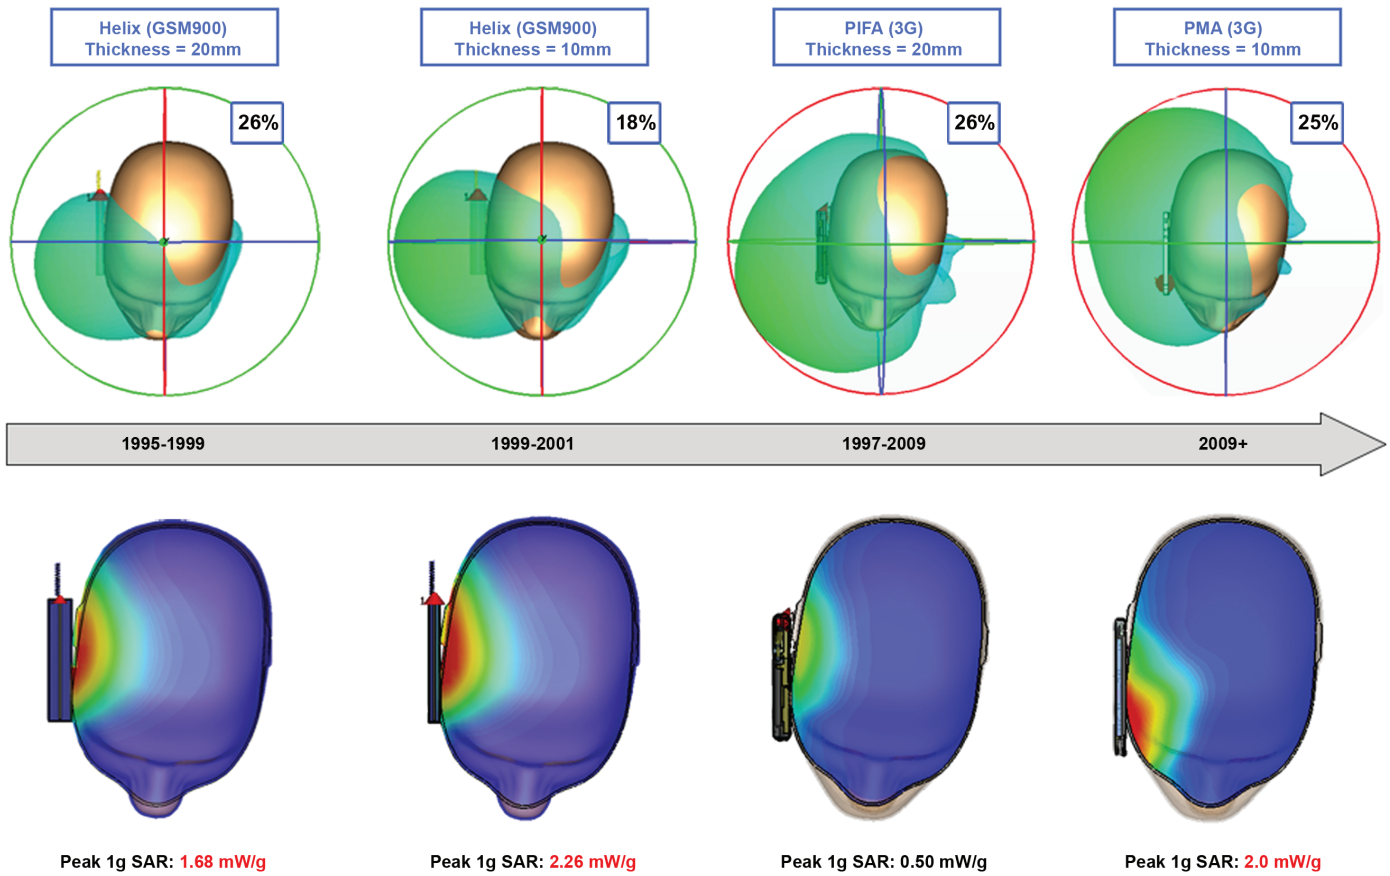 Helix (GSM900)
Thickness = 20mm
Helix (GSM900)
Thickness = 10mm
PIFA (3G)
Thickness = 20mm
PMA (3G)
Thickness = 10mm
26%
18%
26%
25%
1995-1999
1999-2001
1997-2009
2009+
Peak 1g SAR: 1.68 mW/g
Peak 1g SAR: 2.26 mW/g
Peak 1g SAR: 0.50 mW/g
Peak 1g SAR: 2.0 mW/g